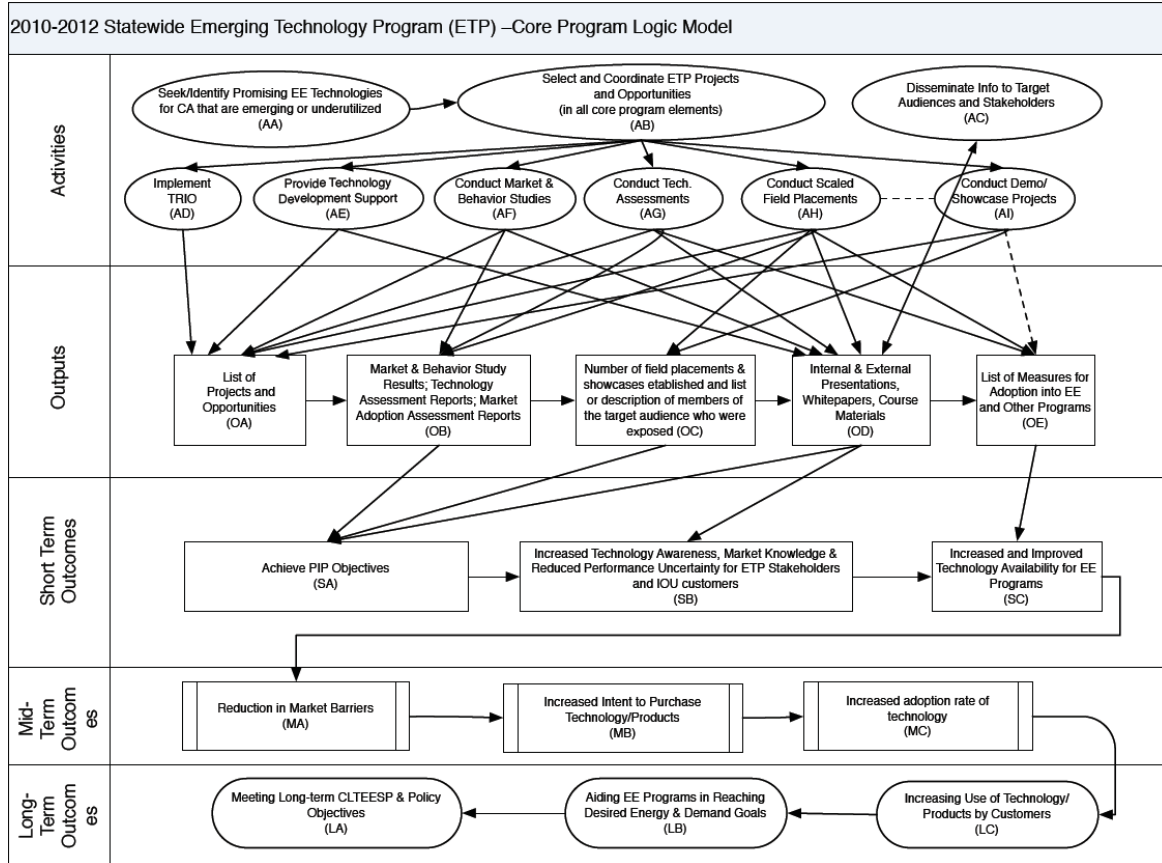 2010-2012 Statewide Emerging Technology Program (ETP) –Core Program Logic Model
Activities
Seek/Identify Promising EE Technologies
for CA that are emerging or underutilized
(AA)
Select and Coordinate ETP Projects
and Opportunities
(in all core program elements)
(AB)
Disseminate Info to Target
Audiences and Stakeholders
(AC)
Implement
TRIO
(AD)
Provide Technology
Development Support
(AE)
Conduct Market &
Behavior Studies
(AF)
Conduct Tech.
Assessments
(AG)
Conduct Scaled
Field Placements
(AH)
Conduct Demo/
Showcase Projects
(AI)
Outputs
List of
Projects and
Opportunities
(OA)
Market & Behavior Study
Results; Technology
Assessment Reports; Market
Adoption Assessment Reports
(OB)
Number of field placements &
showcases etablished and list
or description of members of
the target audience who were
exposed (OC)
Internal & External
Presentations,
Whitepapers, Course
Materials
(OD)
List of Measures for
Adoption into EE
and Other Programs
(OE)
Short Term
Outcomes
Achieve PIP Objectives
(SA)
Increased Technology Awareness, Market Knowledge &
Reduced Performance Uncertainty for ETP Stakeholders
and IOU customers
(SB)
Increased and Improved
Technology Availability for EE
Programs
(SC)
Mid-
Term
Outcom
es
Reduction in Market Barriers
(MA)
Increased Intent to Purchase
Technology/Products
(MB)
Increased adoption rate of
technology
(MC)
Long-
Term
Outcom
es
Meeting Long-term CLTEESP & Policy
Objectives
(LA)
Aiding EE Programs in Reaching
Desired Energy & Demand Goals
(LB)
Increasing Use of Technology/
Products by Customers
(LC)